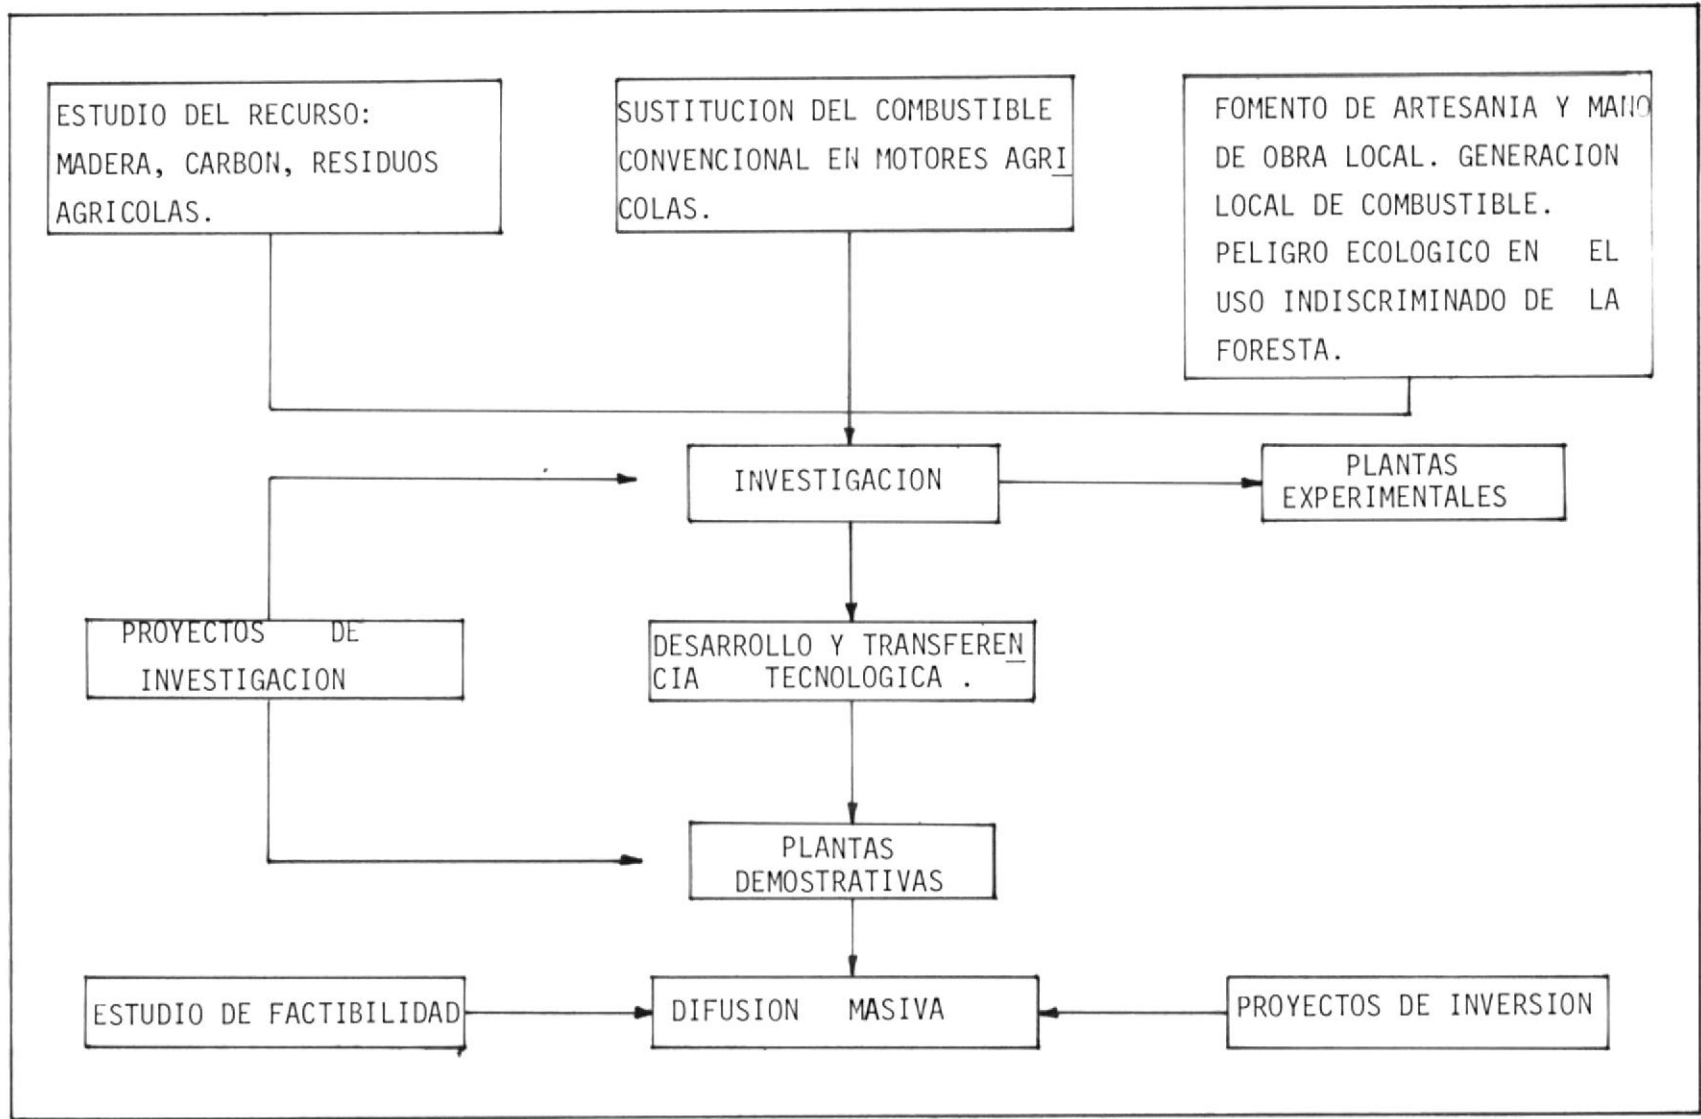 ESTUDIO DEL RECURSO:
MADERA, CARBON, RESIDUOS
AGRICOLAS.
SUSTITUCION DEL COMBUSTIBLE
CONVENCIONAL EN MOTORES AGRI
COLAS.
FOMENTO DE ARTESANIA Y MANO
DE OBRA LOCAL. GENERACION
LOCAL DE COMBUSTIBLE.
PELIGRO ECOLOGICO EN EL
USO INDISCRIMINADO DE LA
FORESTA.
INVESTIGACION
PLANTAS
EXPERIMENTALES
PROYECTOS DE
INVESTIGACION
DESARROLLO Y TRANSFEREN
CIA TECNOLOGICA .
PLANTAS
DEMOSTRATIVAS
ESTUDIO DE FACTIBILIDAD
DIFUSION MASIVA
PROYECTOS DE INVERSION